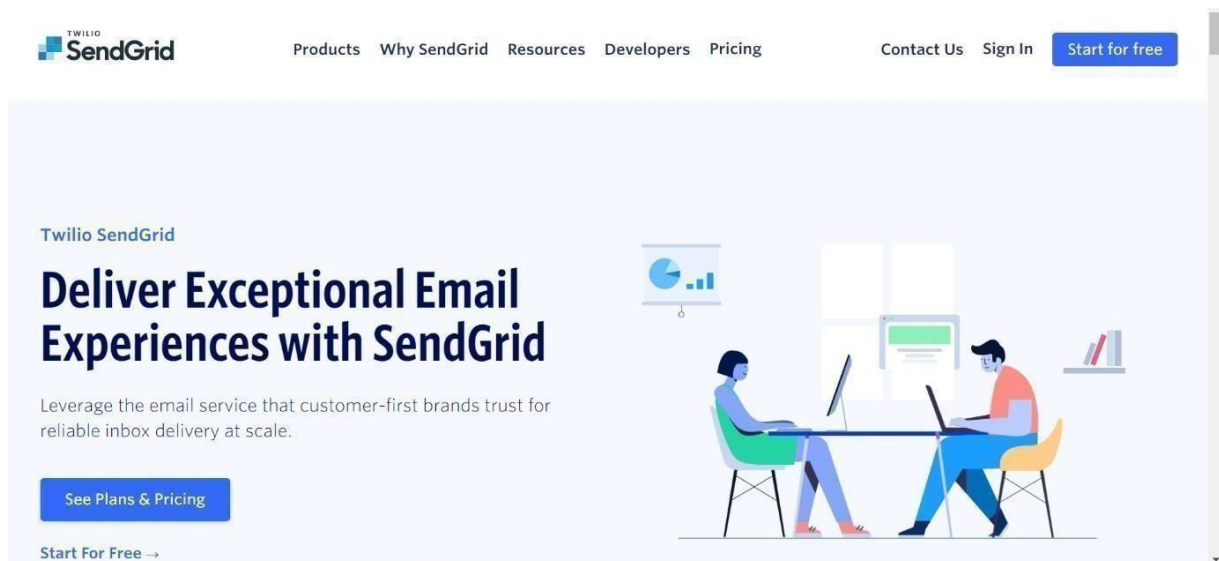 TWILIO
SendGrid
Products Why SendGrid Resources Developers Pricing Contact Us Sign In Start for free
Twilio SendGrid
Deliver Exceptional Email
Experiences with SendGrid
Leverage the email service that customer-first brands trust for
reliable inbox delivery at scale.
See Plans & Pricing
Start For Free →